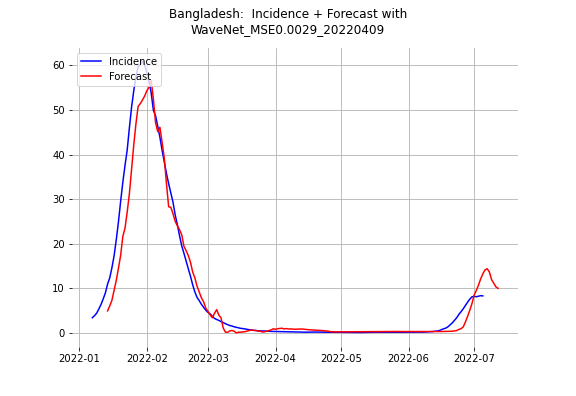 Bangladesh:  Incidence + Forecast with
WaveNet_MSE0.0029_20220409
Incidence
Forecast
60
50
40
30
20
10
0
2022-01 2022-02 2022-03 2022-04 2022-05 2022-06 2022-07